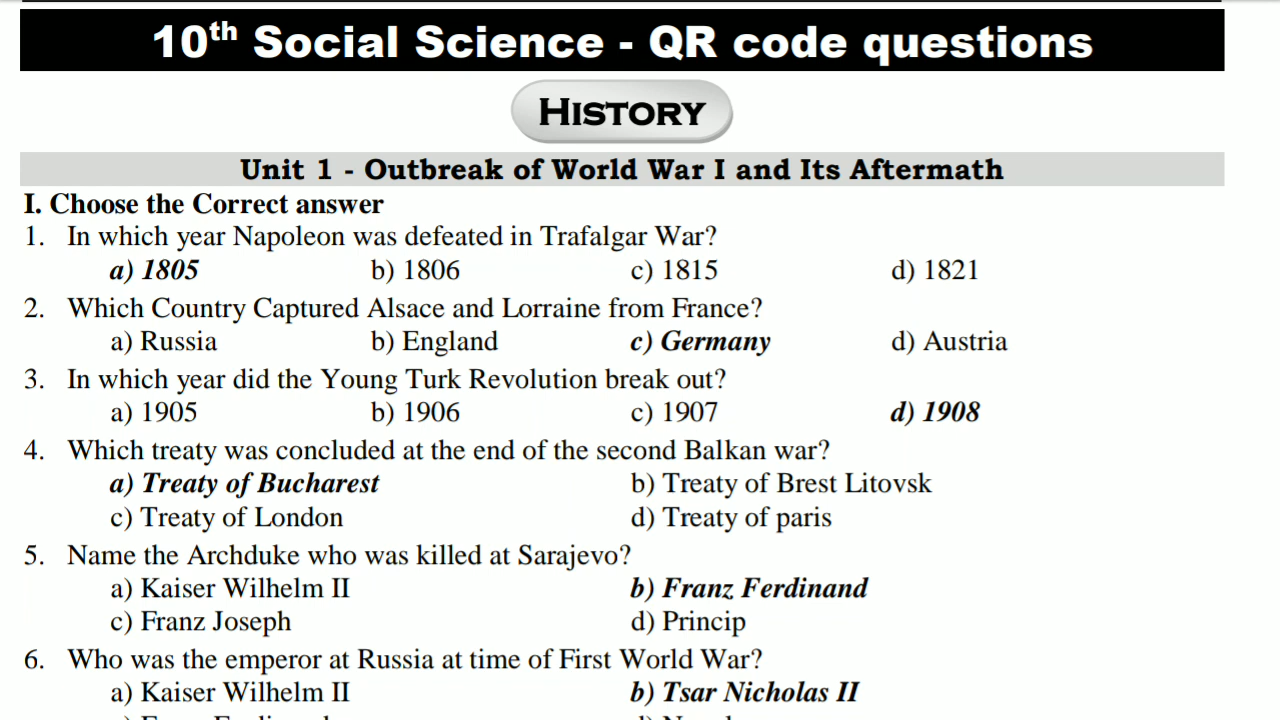 10th Social Science - QR code questions
HISTORY
Unit 1 - Outbreak of World War I and Its Aftermath
I. Choose the Correct answer
1. In which year Napoleon was defeated in Trafalgar War?
a) 1805 b) 1806 c) 1815 d) 1821
2. Which Country Captured Alsace and Lorraine from France?
a) Russia b) England c) Germany d) Austria
3. In which year did the Young Turk Revolution break out?
a) 1905 b) 1906 c) 1907 d) 1908
4. Which treaty was concluded at the end of the second Balkan war?
a) Treaty of Bucharest b) Treaty of Brest Litovsk
c) Treaty of London d) Treaty of paris
5. Name the Archduke who was killed at Sarajevo?
a) Kaiser Wilhelm II b) Franz Ferdinand
c) Franz Joseph d) Princip
6. Who was the emperor at Russia at time of First World War?
a) Kaiser Wilhelm II b) Tsar Nicholas II